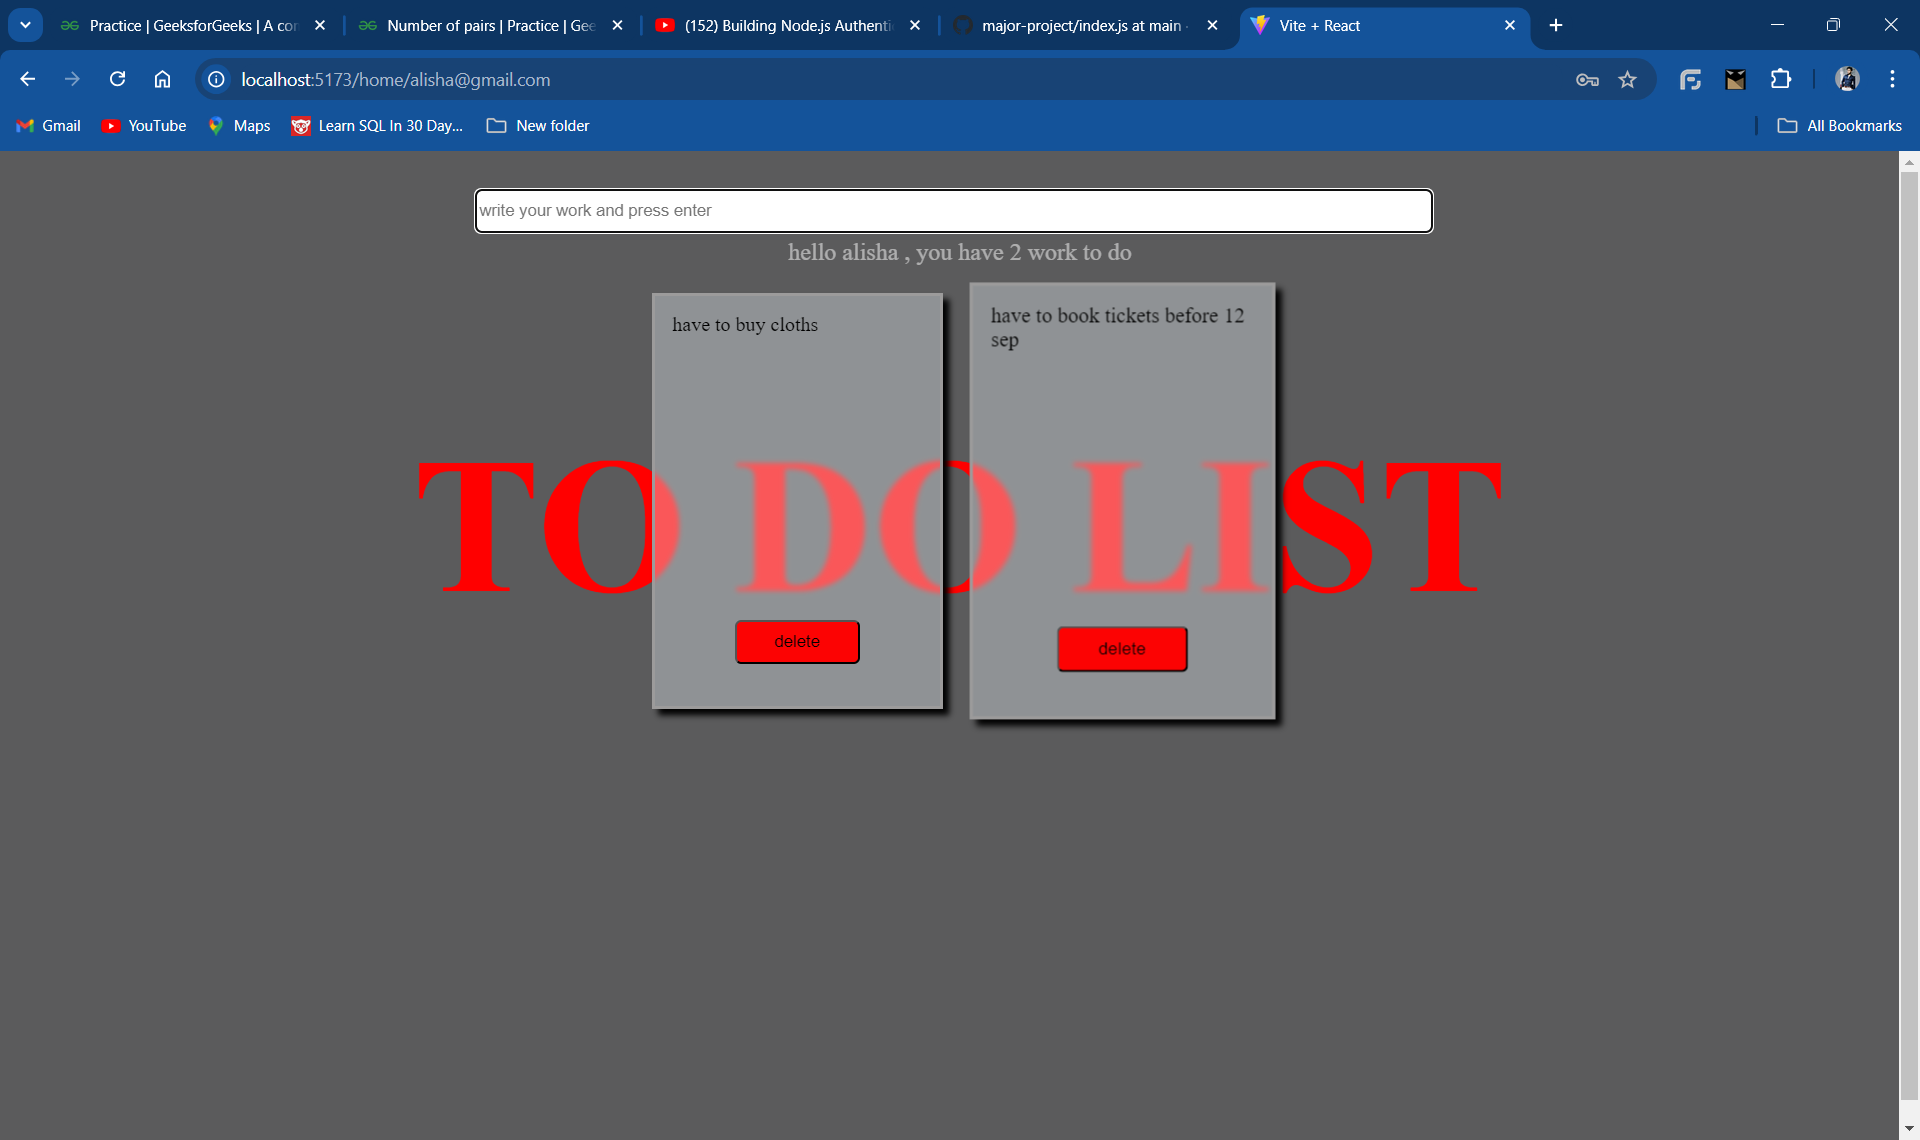 Practice | GeeksforGeeks | A con
Number of pairs | Practice | Gee
(152) Building Node.js Authenti
major-project/index.js at main
Vite + React
localhost:5173/home/alisha@gmail.com
Gmail
YouTube
Maps
Learn SQL In 30 Day...
New folder
All Bookmarks
write your work and press enter
hello alisha , you have 2 work to do
have to buy cloths
have to book tickets before 12
sep
TO DO LIST
delete
delete